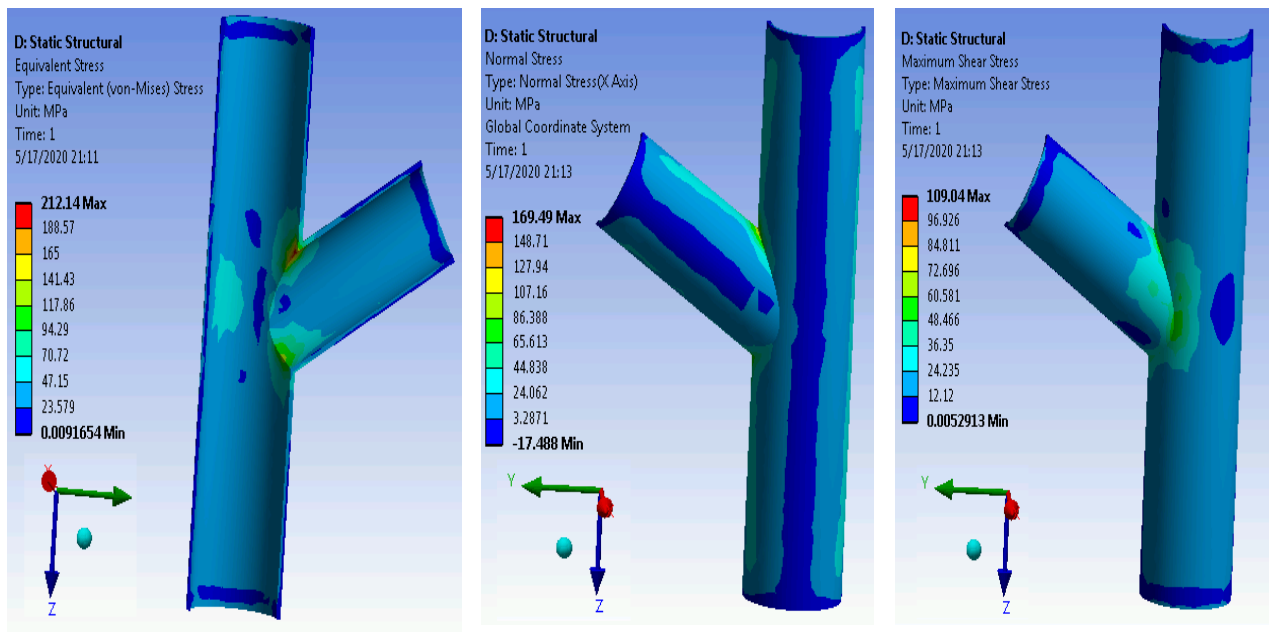 D: Static Structural
Equivalent Stress
Type: Equivalent (von-Mises) Stress
Unit: MPa
Time: 1
5/17/2020 21:11
212.14 Max
188.57
165
141.43
117.86
94.29
70.72
47.15
23.579
0.0091654 Min
X
Z
D: Static Structural
Normal Stress
Type: Normal Stress(X Axis)
Unit: MPa
Global Coordinate System
Time: 1
5/17/2020 21:13
169.49 Max
148.71
127.94
107.16
86.388
65.613
44.838
24.062
3.2871
-17.488 Min
Y
Z
D: Static Structural
Maximum Shear Stress
Type: Maximum Shear Stress
Unit: MPa
Time: 1
5/17/2020 21:13
109.04 Max
96.926
84.811
72.696
60.581
48.466
36.35
24.235
12.12
0.0052913 Min
Y
Z